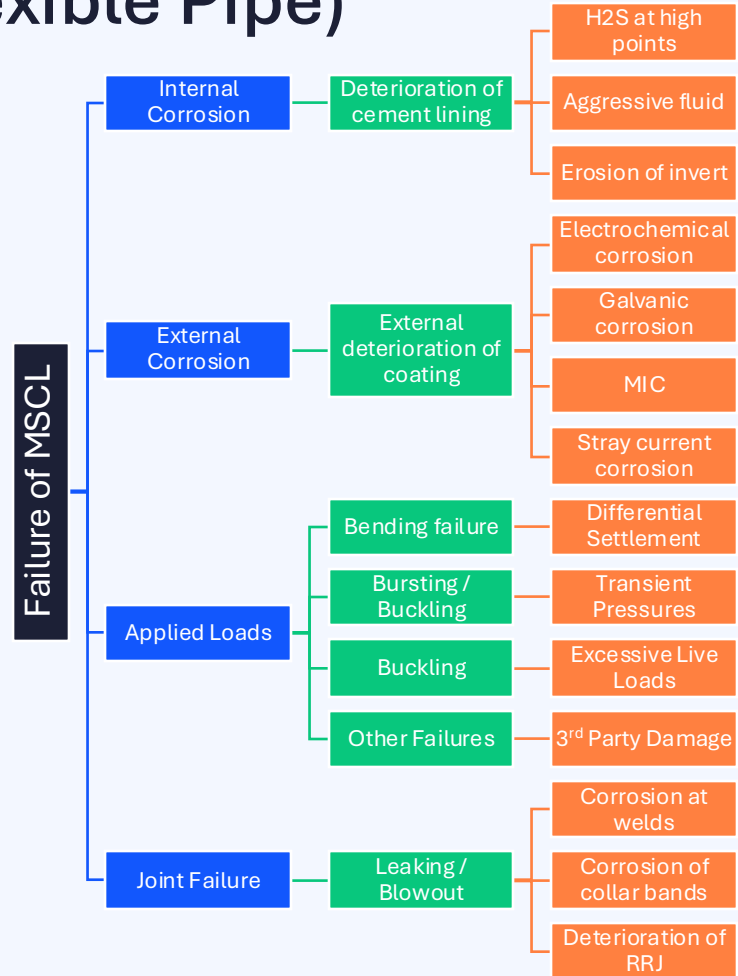 exible Pipe)
Failure of MSCL
Internal
Corrosion
Deterioration of
cement lining
H2S at high
points
Aggressive fluid
Erosion of invert
External
Corrosion
External
deterioration of
coating
Electrochemical
corrosion
Galvanic
corrosion
MIC
Stray current
corrosion
Applied Loads
Bending failure
Differential
Settlement
Bursting /
Buckling
Transient
Pressures
Buckling
Excessive Live
Loads
Other Failures
3rd Party Damage
Joint Failure
Leaking /
Blowout
Corrosion at
welds
Corrosion of
collar bands
Deterioration of
RRJ